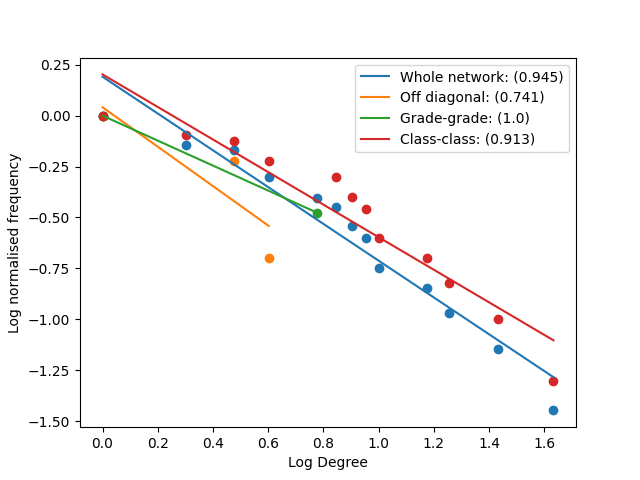 0.25
0.00
−0.25
−0.50
−0.75
−1.00
−1.25
−1.50
Log normalised frequency
Whole network: (0.945)
Off diagonal: (0.741)
Grade-grade: (1.0)
Class-class: (0.913)
0.0 0.2 0.4 0.6 0.8 1.0 1.2 1.4 1.6
Log Degree